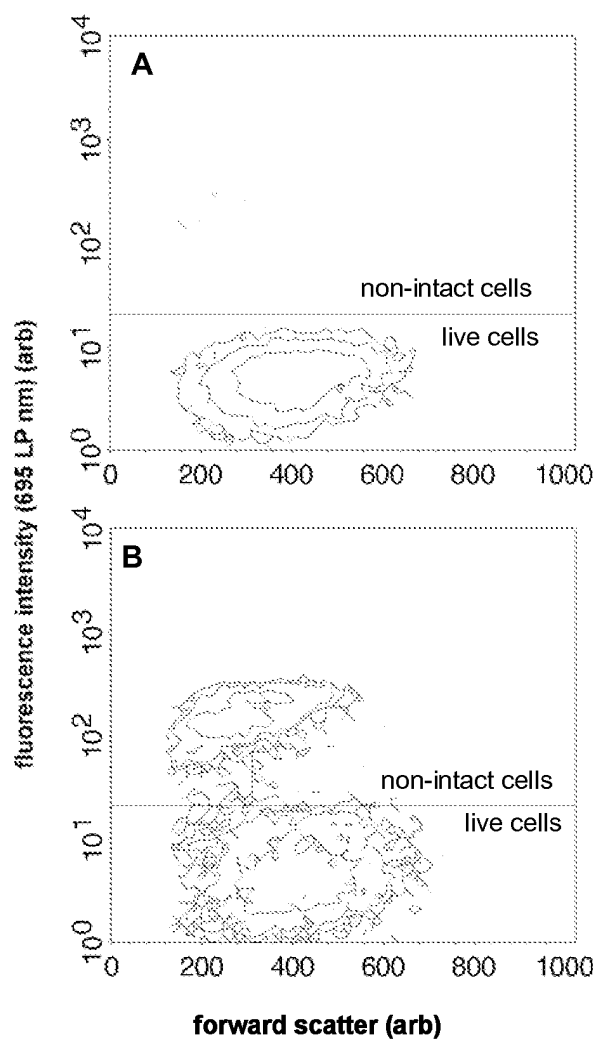 A
10⁴
10³
10²
10¹
10⁰
non-intact cells
live cells
0 200 400 600 800 1000
fluorescence intensity (695 LP nm) (arb)
B
10⁴
10³
10²
10¹
10⁰
non-intact cells
live cells
0 200 400 600 800 1000
forward scatter (arb)